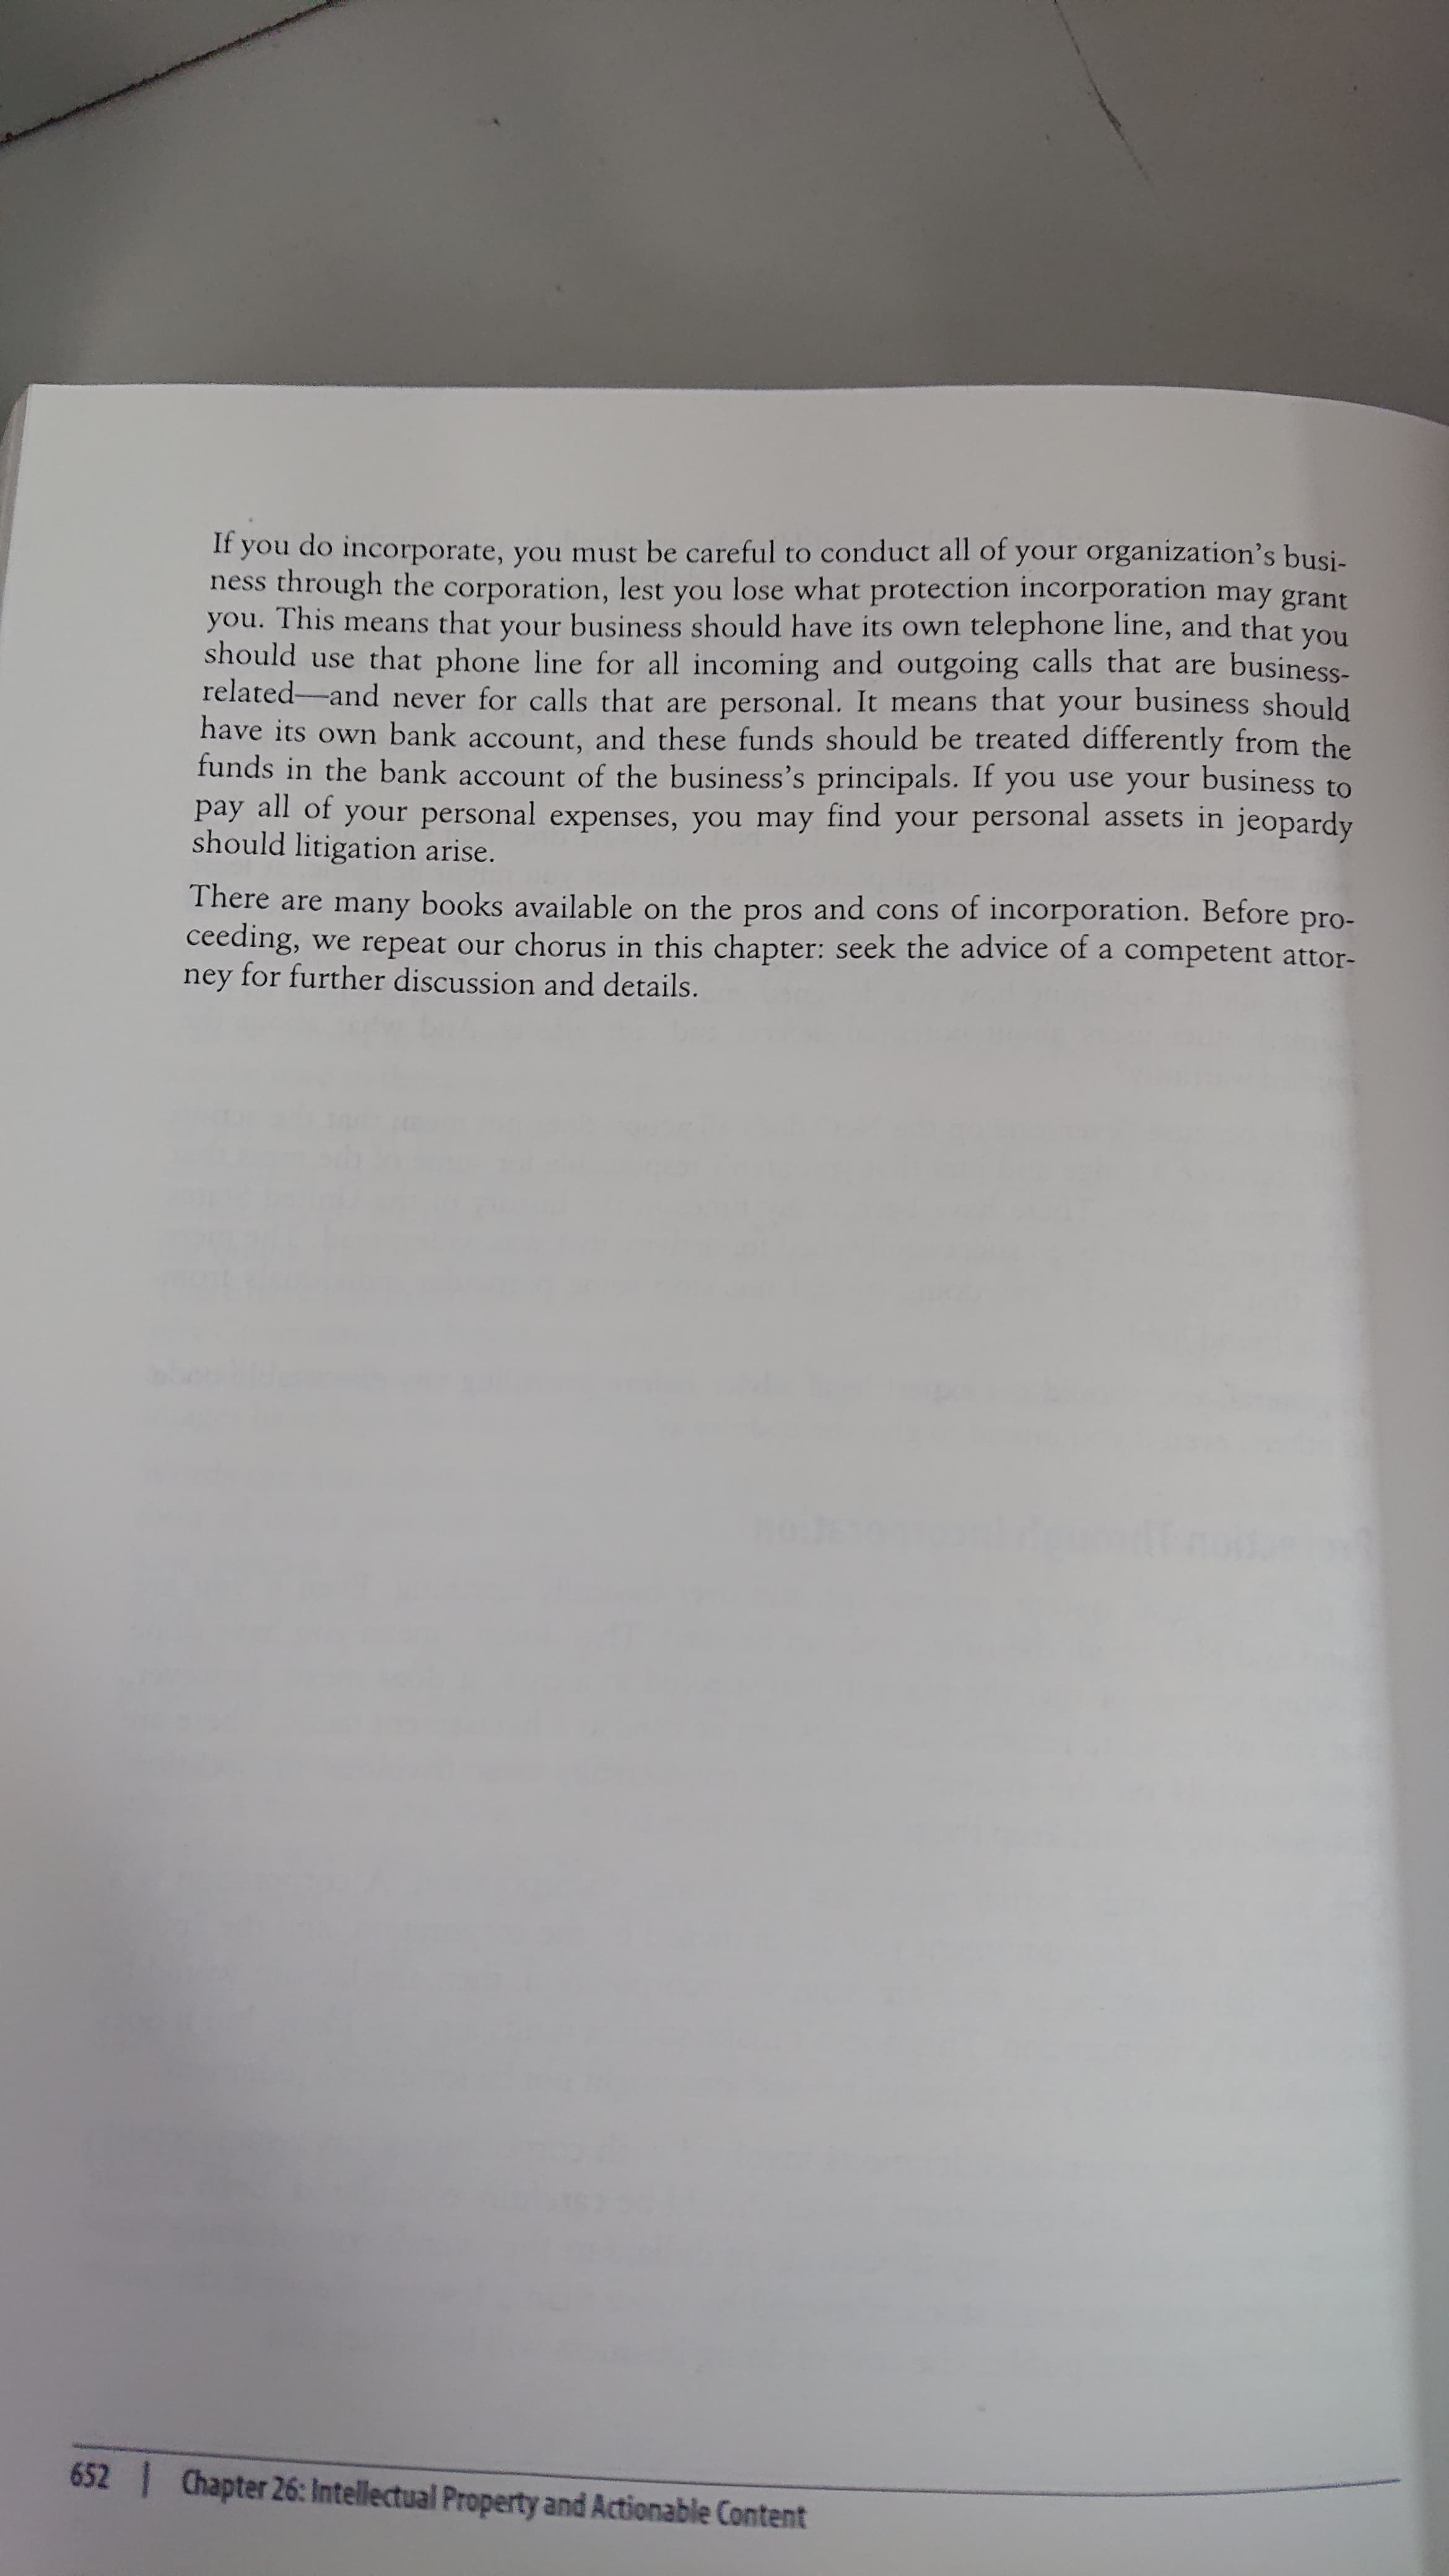 If you do incorporate, you must be careful to conduct all of your organization's busi-
ness through the corporation, lest you lose what protection incorporation may grant
you. This means that your business should have its own telephone line, and that you
should use that phone line for all incoming and outgoing calls that are business-
related—and never for calls that are personal. It means that your business should
have its own bank account, and these funds should be treated differently from the
funds in the bank account of the business's principals. If you use your business to
pay all of your personal expenses, you may find your personal assets in jeopardy
should litigation arise.
There are many books available on the pros and cons of incorporation. Before pro-
ceeding, we repeat our chorus in this chapter: seek the advice of a competent attor-
ney for further discussion and details.
652 | Chapter 26: Intellectual Property and Actionable Content